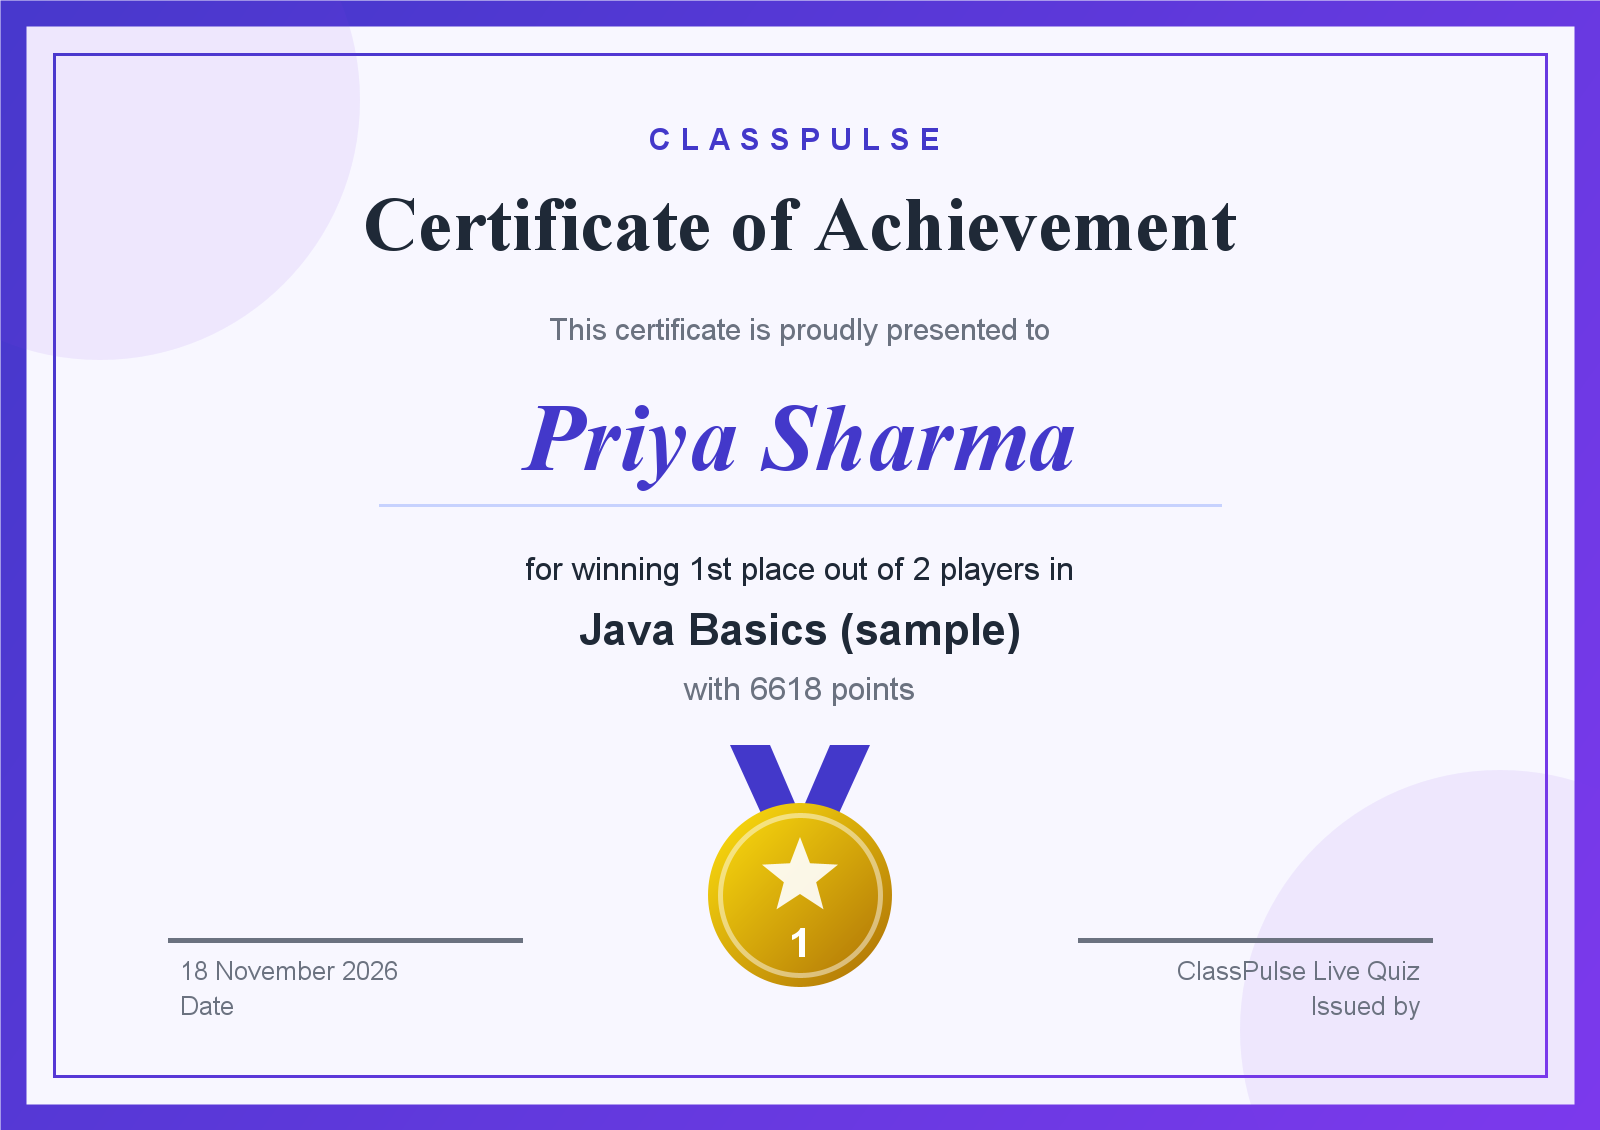 CLASSPULSE
Certificate of Achievement
This certificate is proudly presented to
Priya Sharma
for winning 1st place out of 2 players in
Java Basics (sample)
with 6618 points
1
18 November 2026
Date
ClassPulse Live Quiz
Issued by